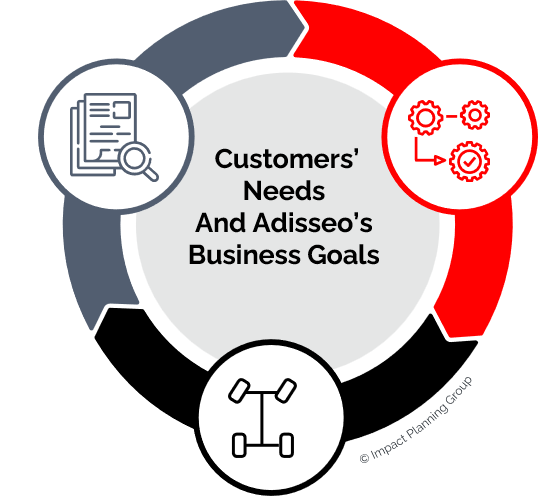 Customers’
Needs
And Adisseo’s
Business Goals
© Impact Planning Group